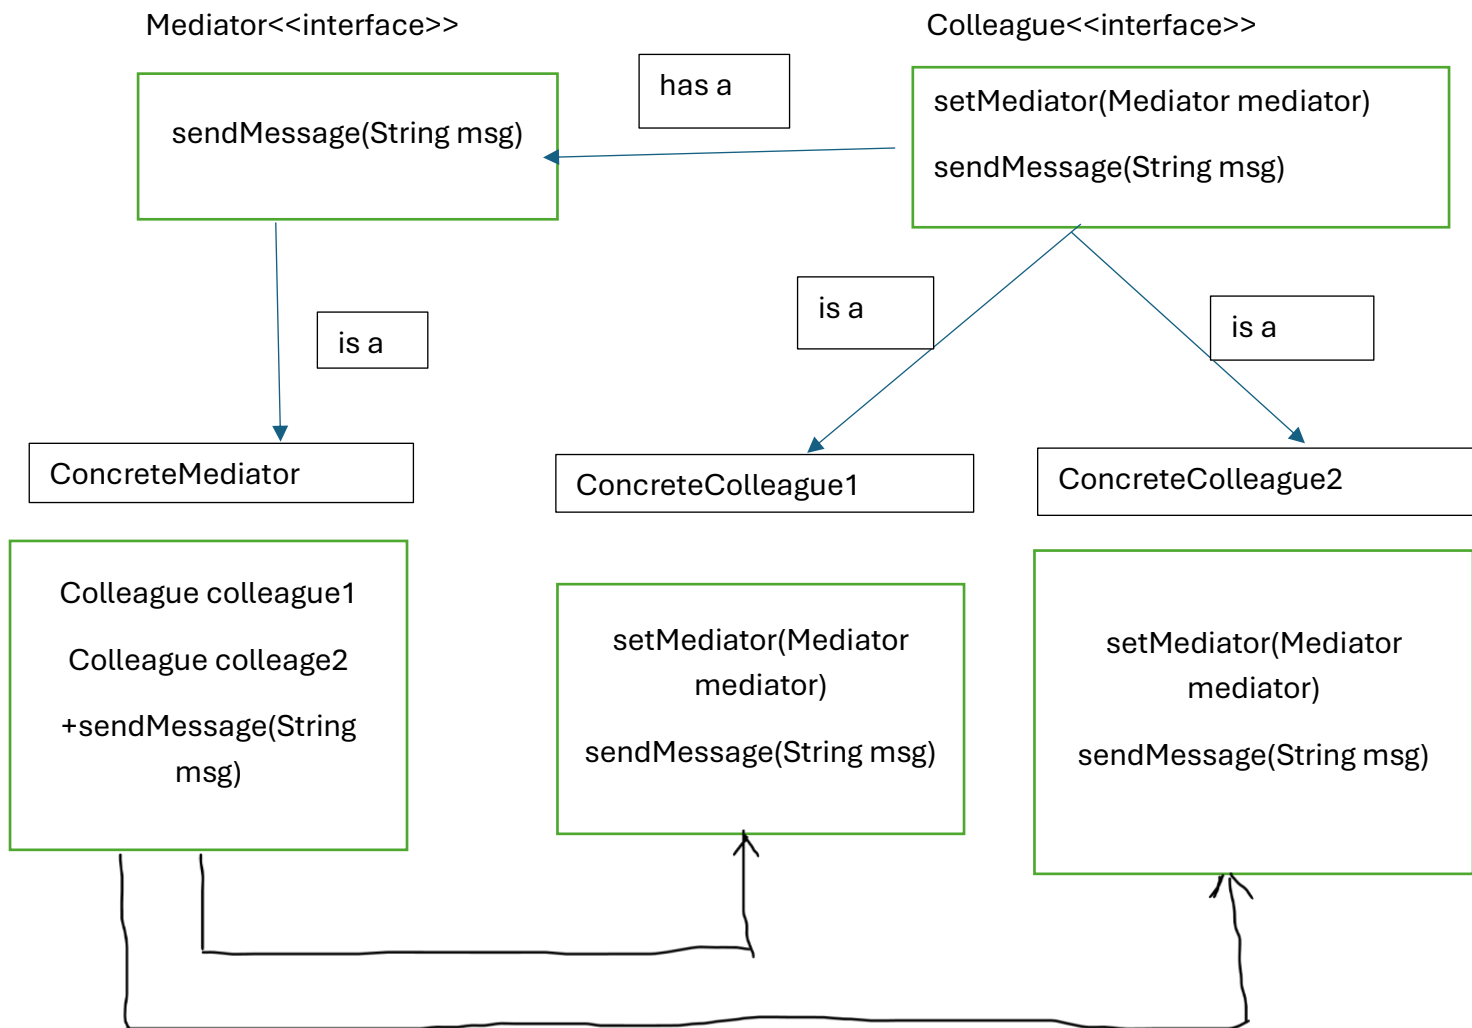 Mediator<<interface>>
Colleague<<interface>>
has a
sendMessage(String msg)
setMediator(Mediator mediator)
sendMessage(String msg)
is a
is a
is a
ConcreteMediator
ConcreteColleague1
ConcreteColleague2
Colleague colleague1
Colleague colleage2
+sendMessage(String
msg)
setMediator(Mediator
mediator)
sendMessage(String msg)
setMediator(Mediator
mediator)
sendMessage(String msg)